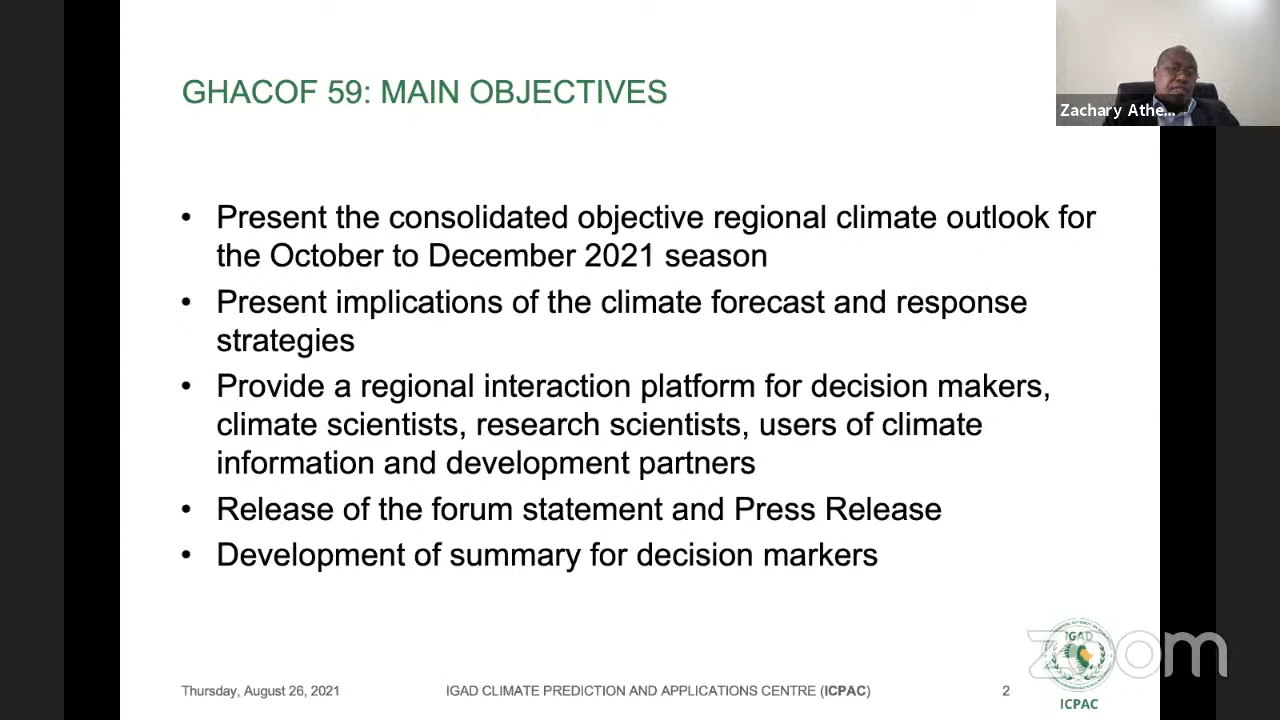 GHACOF 59: MAIN OBJECTIVES
Zachary Athe...
• Present the consolidated objective regional climate outlook for
the October to December 2021 season
• Present implications of the climate forecast and response
strategies
• Provide a regional interaction platform for decision makers,
climate scientists, research scientists, users of climate
information and development partners
• Release of the forum statement and Press Release
• Development of summary for decision markers
IGAD
zoom
Thursday, August 26, 2021
IGAD CLIMATE PREDICTION AND APPLICATIONS CENTRE (ICPAC)
2
ICPAC